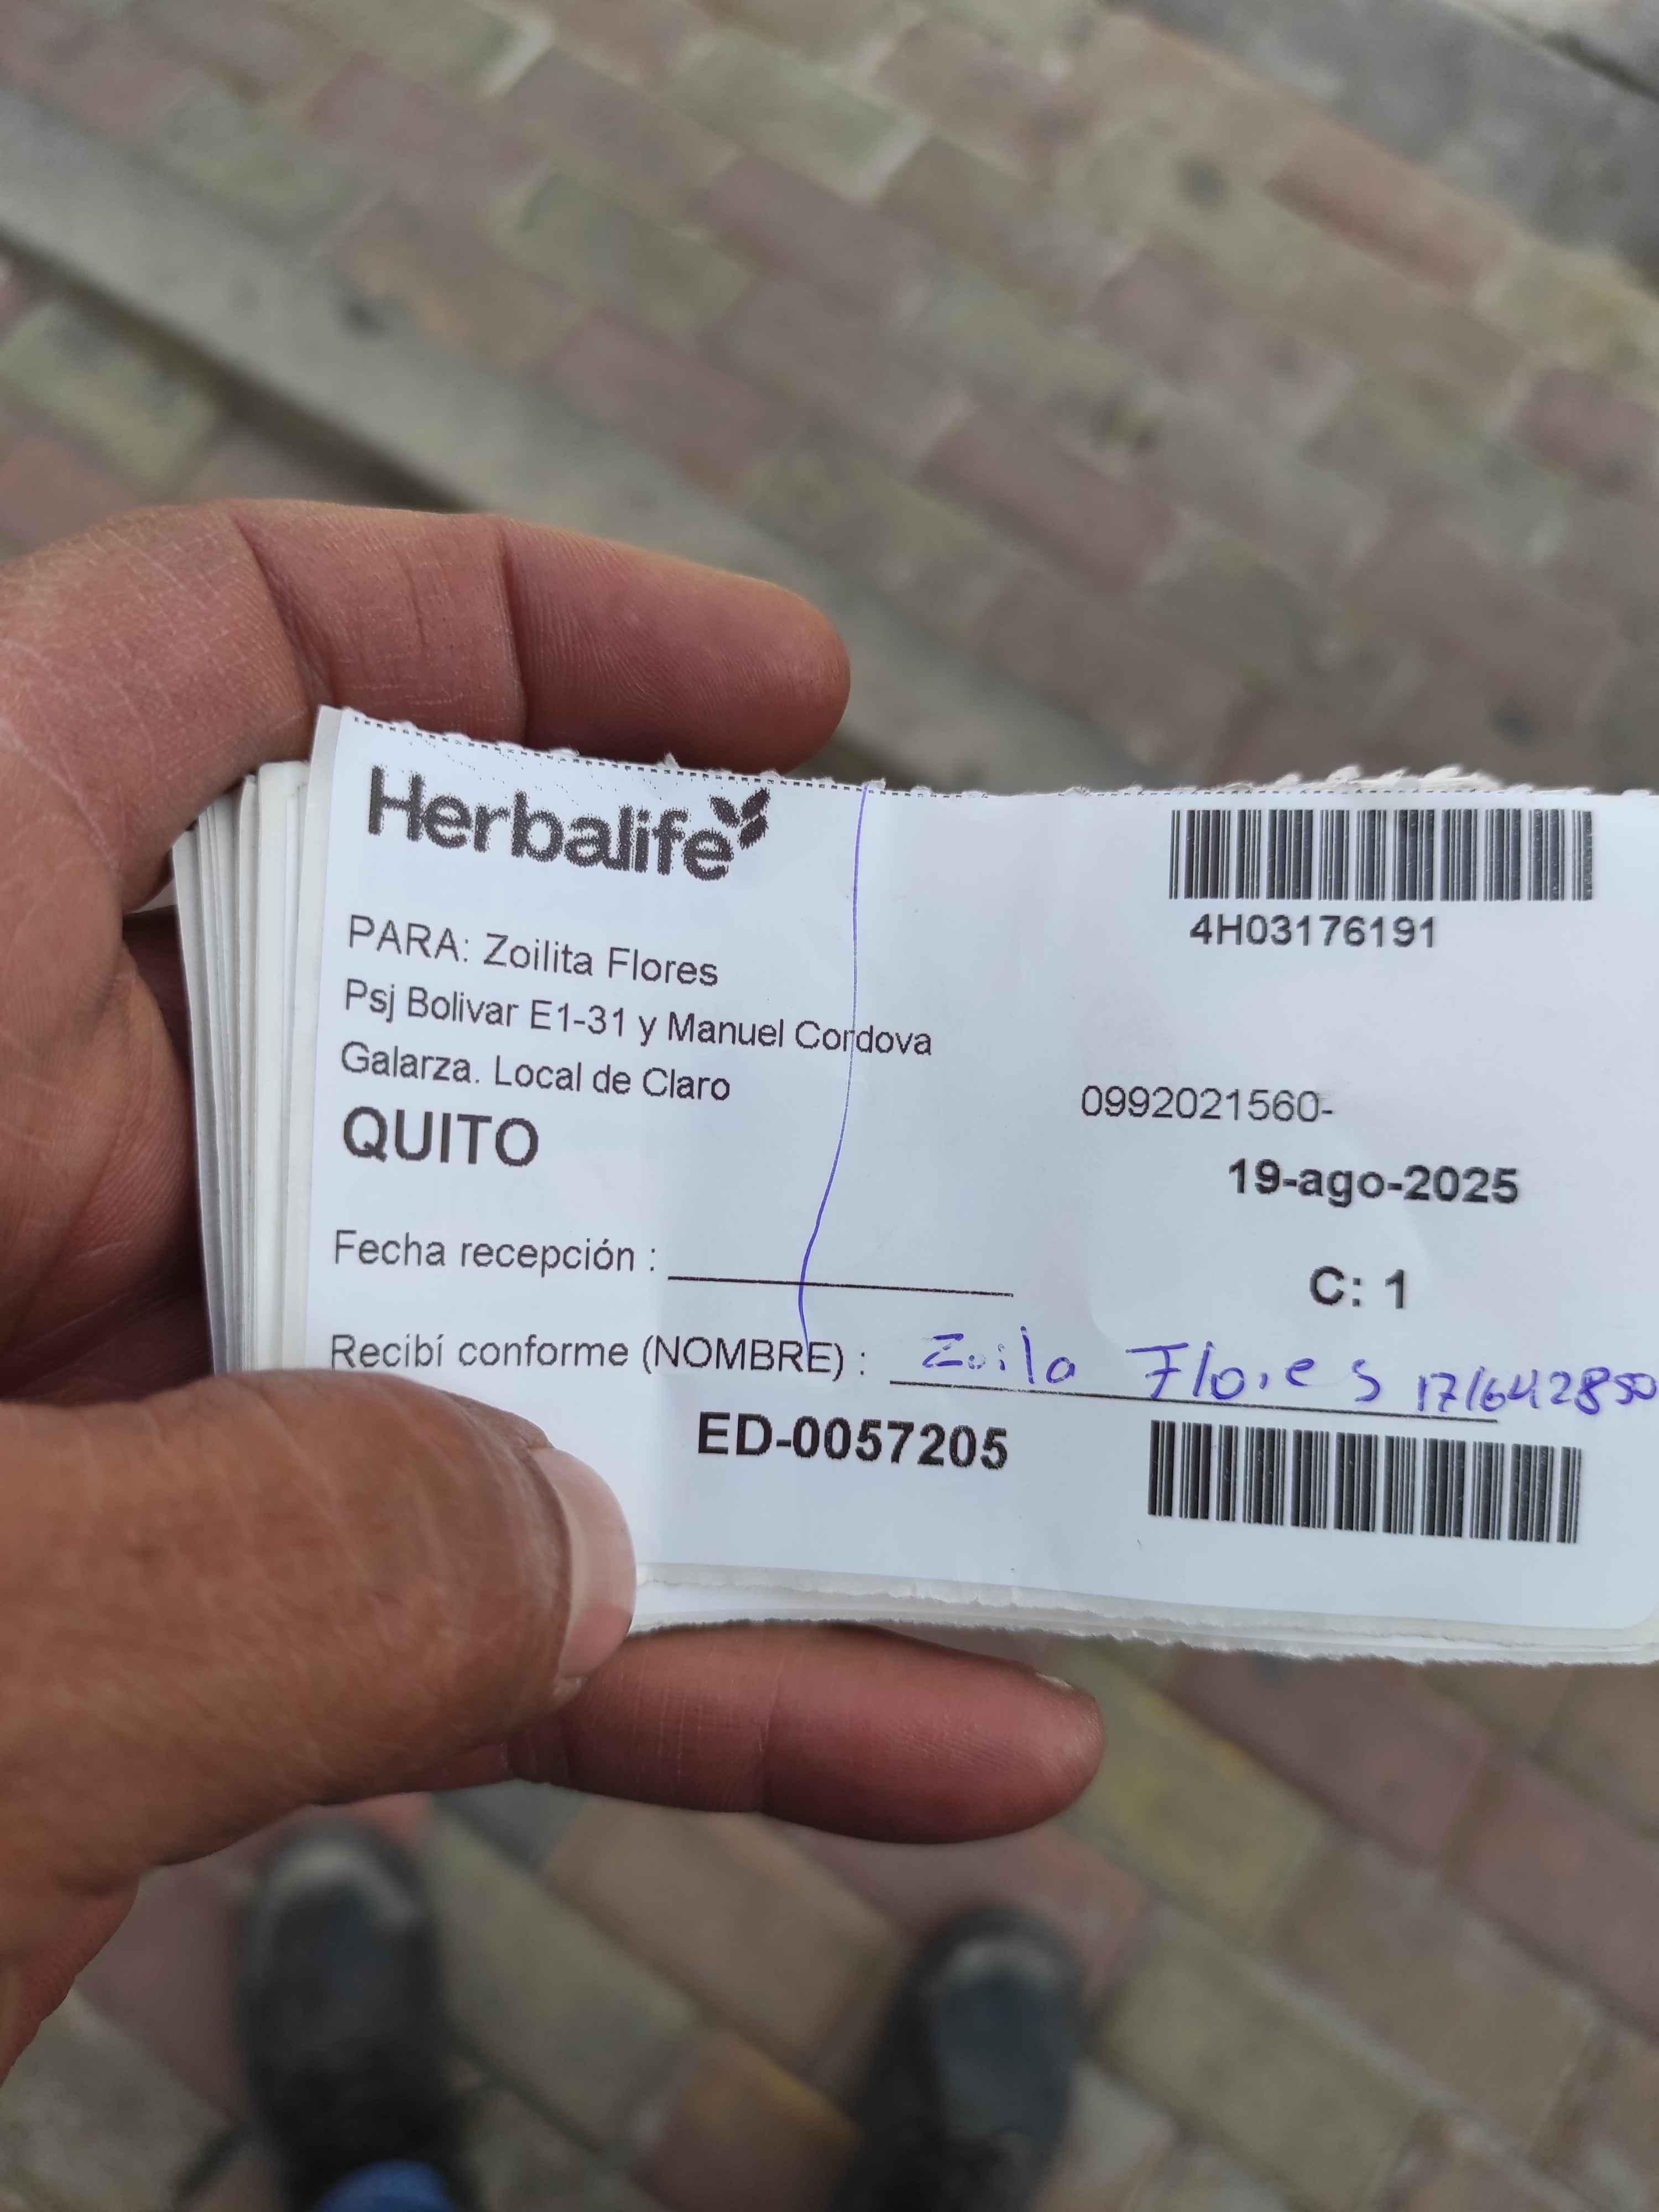 Herbalife
4H03176191
PARA: Zoilita Flores
Psj Bolivar E1-31 y Manuel Cordova
Galarza. Local de Claro
QUITO
0992021560-
19-ago-2025
Fecha recepción :
C: 1
Recibí conforme (NOMBRE) : Zoila Flores
ED-0057205